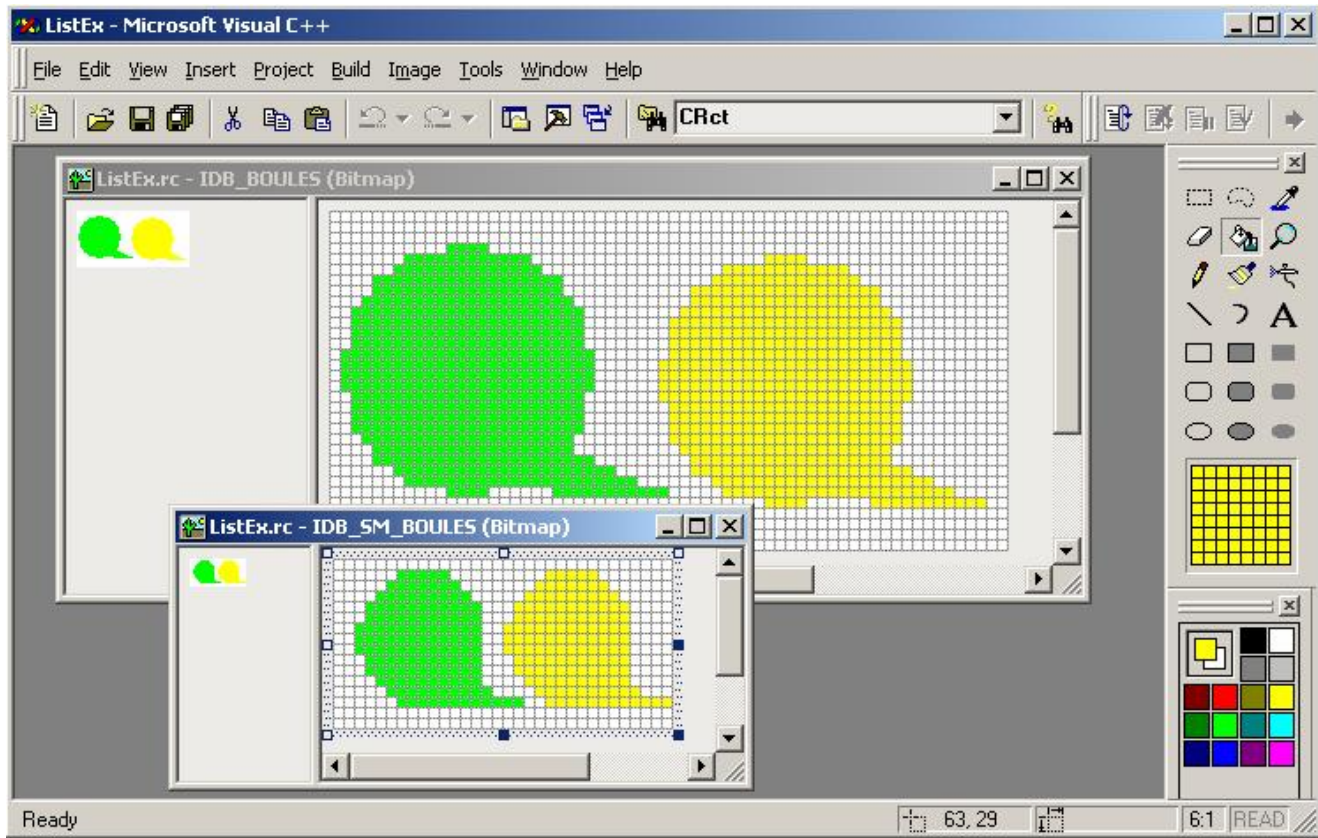 ListEx - Microsoft Visual C++
File Edit View Insert Project Build Image Tools Window Help
CRct
ListEx.rc - IDB_BOULES (Bitmap)
A
ListEx.rc - IDB_SM_BOULES (Bitmap)
Ready
63, 29
6:1
READ